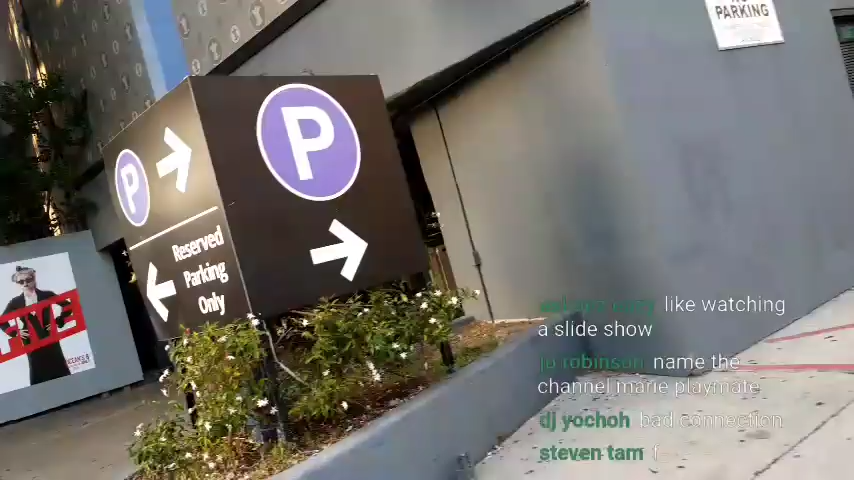 PARKING
P
P
Reserved
Parking
Only
FIVE
like watching
a slide show
jo robinson name the
channel marie playmate
dj yochoh bad connection
steven tam f